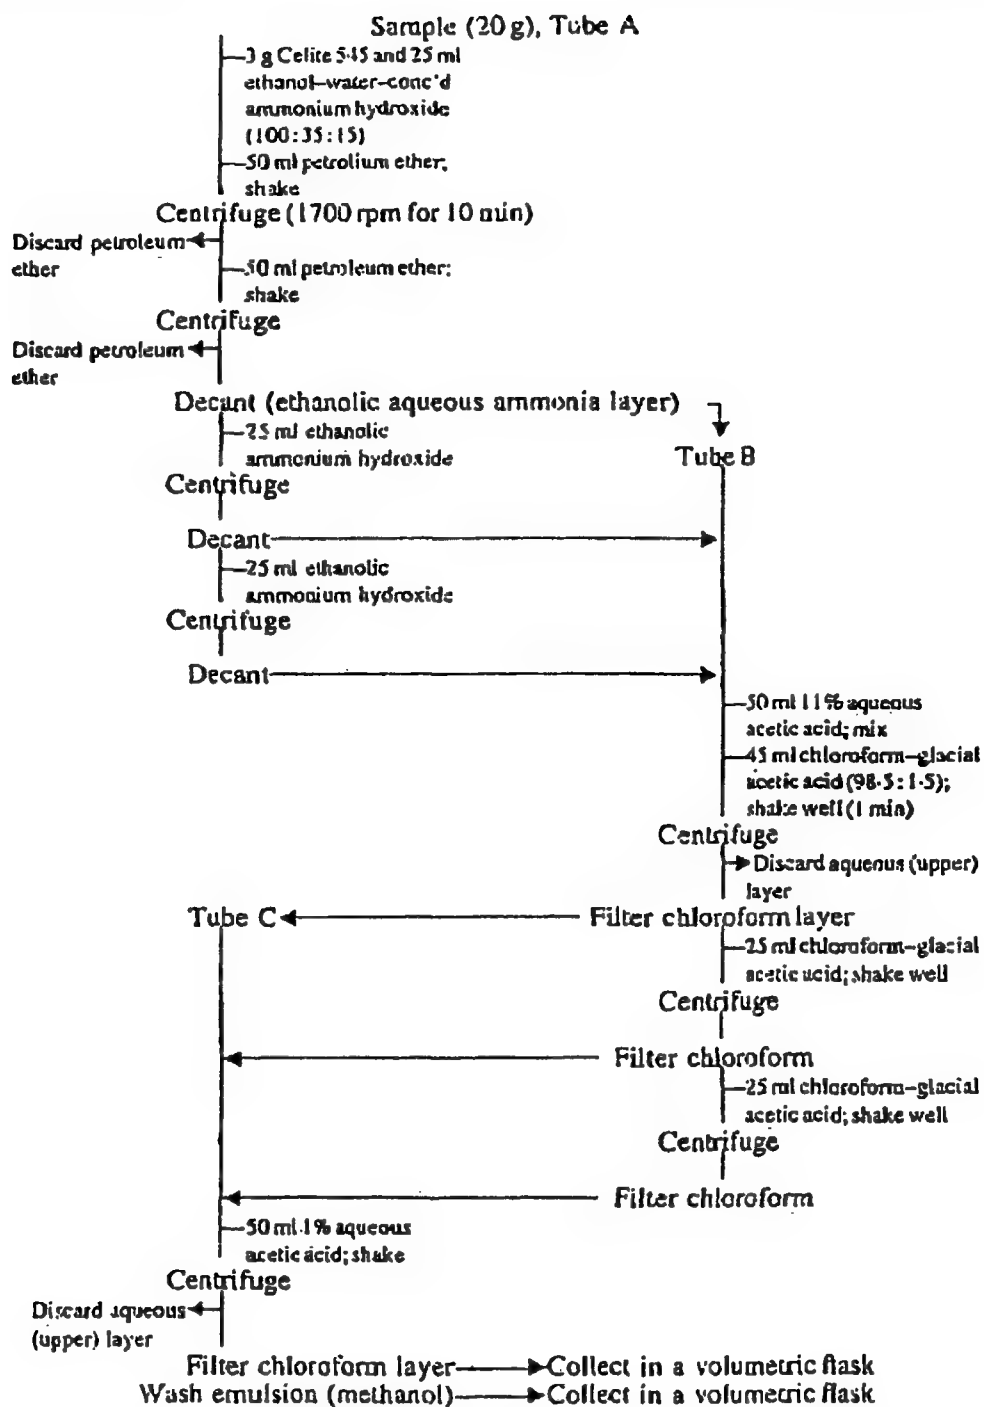 Sample (20 g), Tube A
3 g Celite 545 and 25 ml
ethanol–water–conc'd
ammonium hydroxide
(100:35:15)
50 ml petrolium ether;
shake
Centrifuge (1700 rpm for 10 min)
Discard petroleum
ether
50 ml petroleum ether;
shake
Centrifuge
Discard petroleum
ether
Decant (ethanolic aqueous ammonia layer)
25 ml ethanolic
ammonium hydroxide
Tube B
Centrifuge
Decant
25 ml ethanolic
ammonium hydroxide
Centrifuge
Decant
50 ml 11% aqueous
acetic acid; mix
45 ml chloroform–glacial
acetic acid (98·5:1·5);
shake well (1 min)
Centrifuge
Discard aqueous (upper)
layer
Tube C
Filter chloroform layer
25 ml chloroform–glacial
acetic acid; shake well
Centrifuge
Filter chloroform
25 ml chloroform–glacial
acetic acid; shake well
Centrifuge
Filter chloroform
50 ml 1% aqueous
acetic acid; shake
Centrifuge
Discard aqueous
(upper) layer
Filter chloroform layer Collect in a volumetric flask
Wash emulsion (methanol) Collect in a volumetric flask